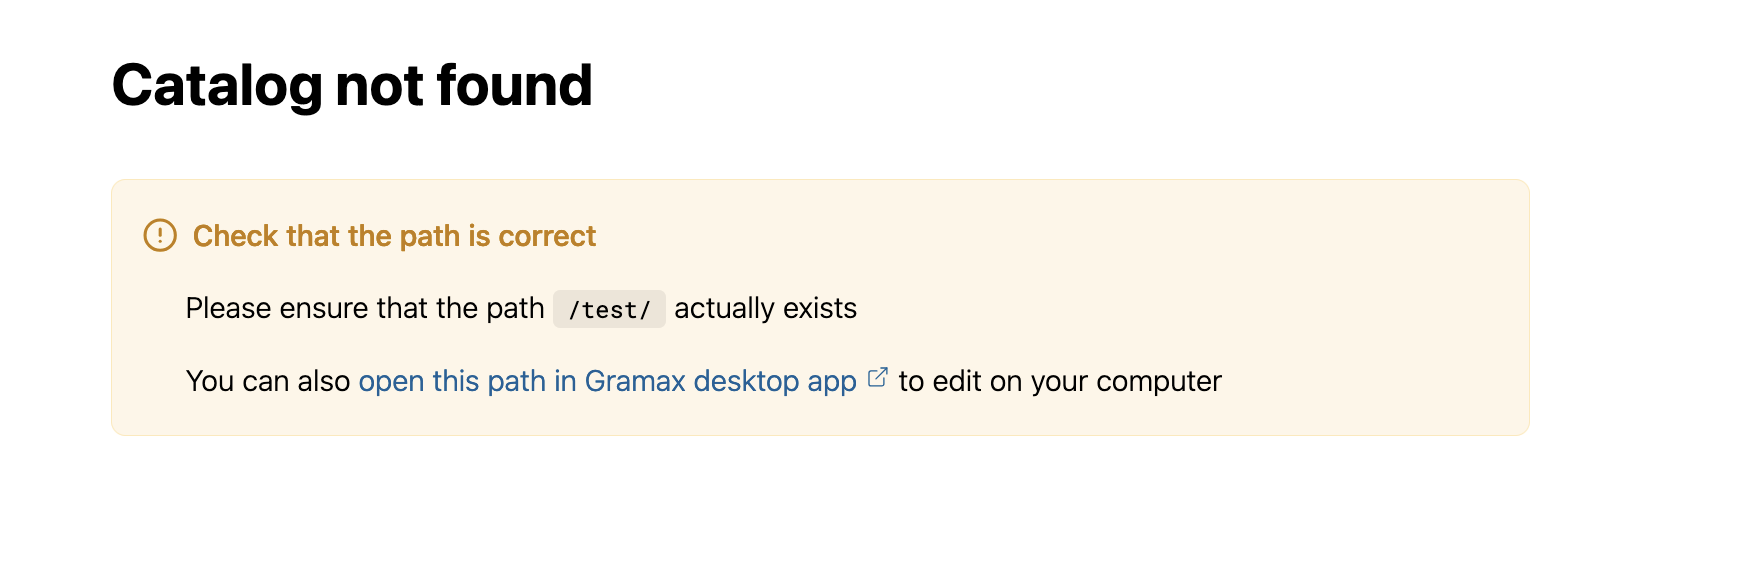 Catalog not found
Check that the path is correct
Please ensure that the path /test/ actually exists
You can also open this path in Gramax desktop app to edit on your computer